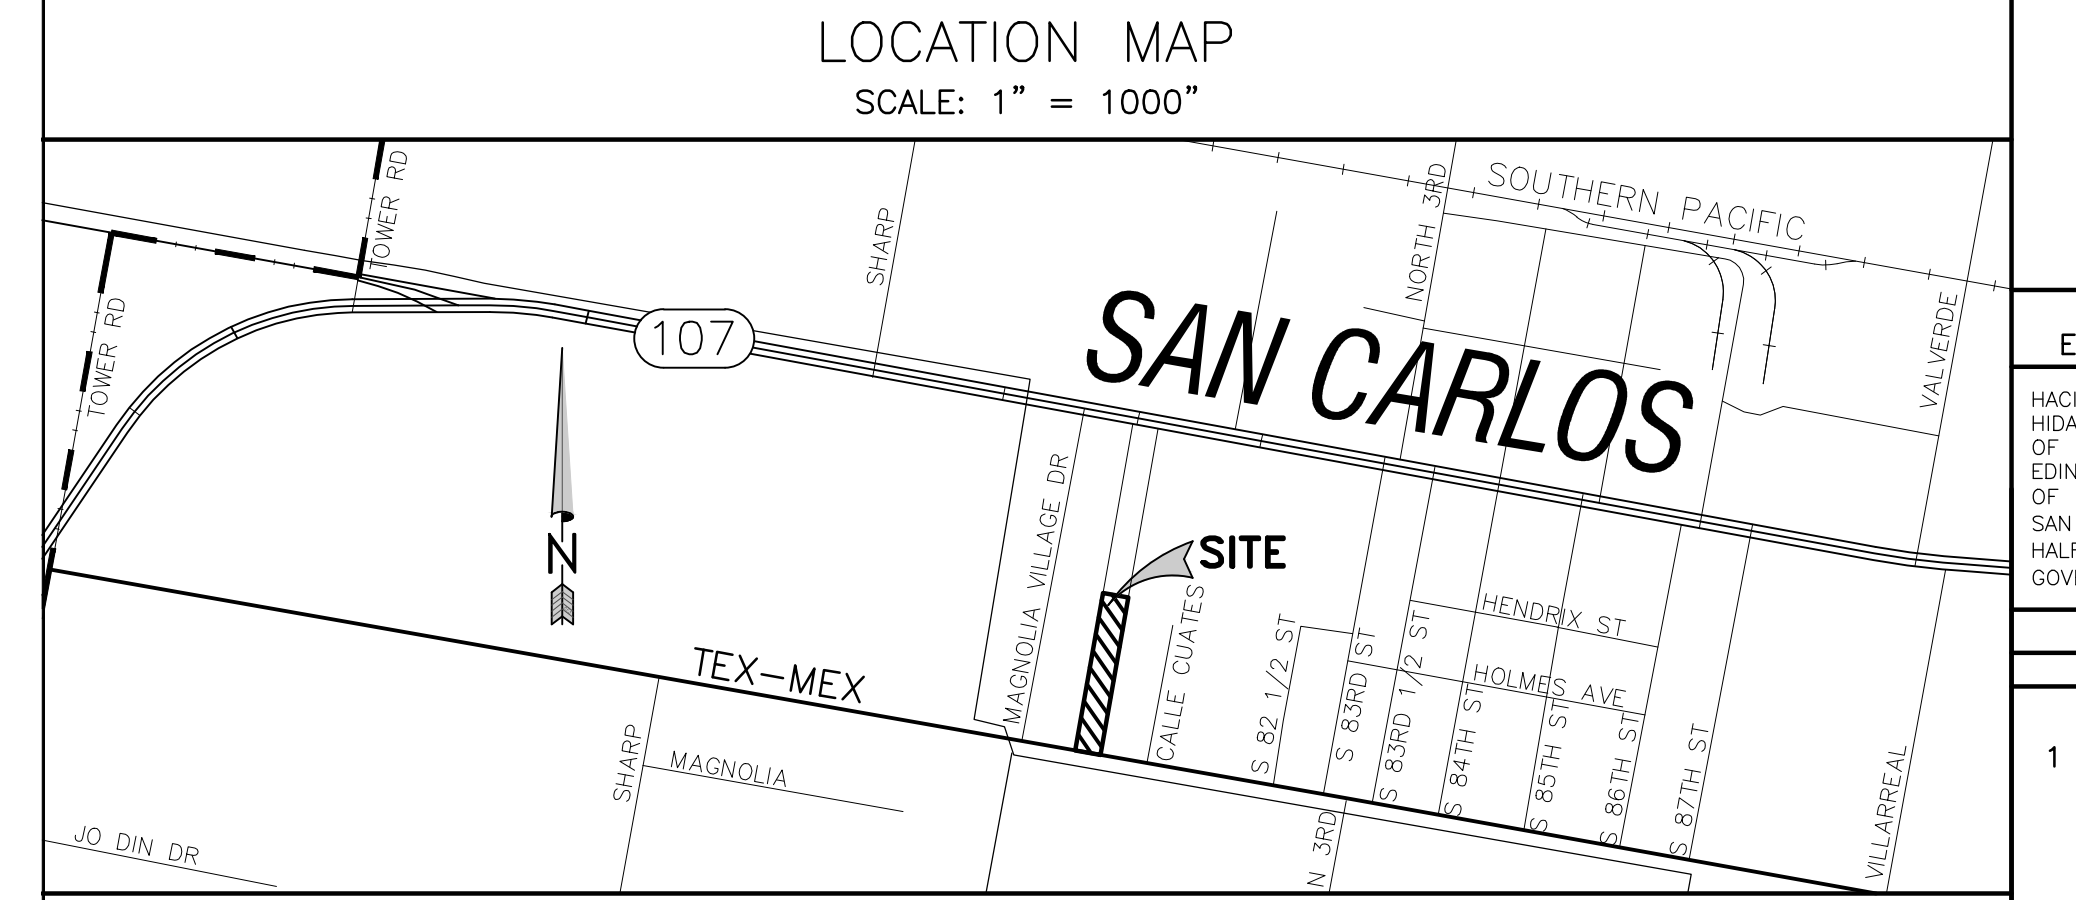 LOCATION MAP
SCALE: 1” = 1000”
TOWER RD
SHARP
NORTH 3RD
SOUTHERN PACIFIC
VALVERDE
TOWER RD
107
SAN CARLOS
E
HACI
HIDA
OF
EDIN
OF
SAN
HALF
GOV
1
N
MAGNOLIA VILLAGE DR
SITE
CALLE CUATES
HENDRIX ST
HOLMES AVE
S 82 1/2 ST
S 83RD ST
S 83RD 1/2 ST
S 84TH ST
S 85TH ST
S 86TH ST
S 87TH ST
VILLARREAL
TEX-MEX
SHARP
MAGNOLIA
JO DIN DR
N 3RD